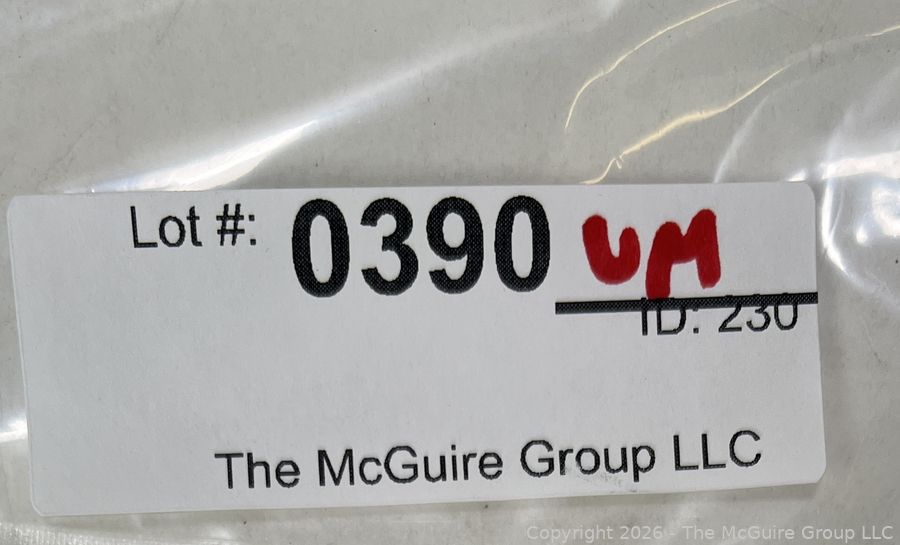 Lot #: 0390 UM
ID: 230
The McGuire Group LLC
Copyright 2026 - The McGuire Group LLC